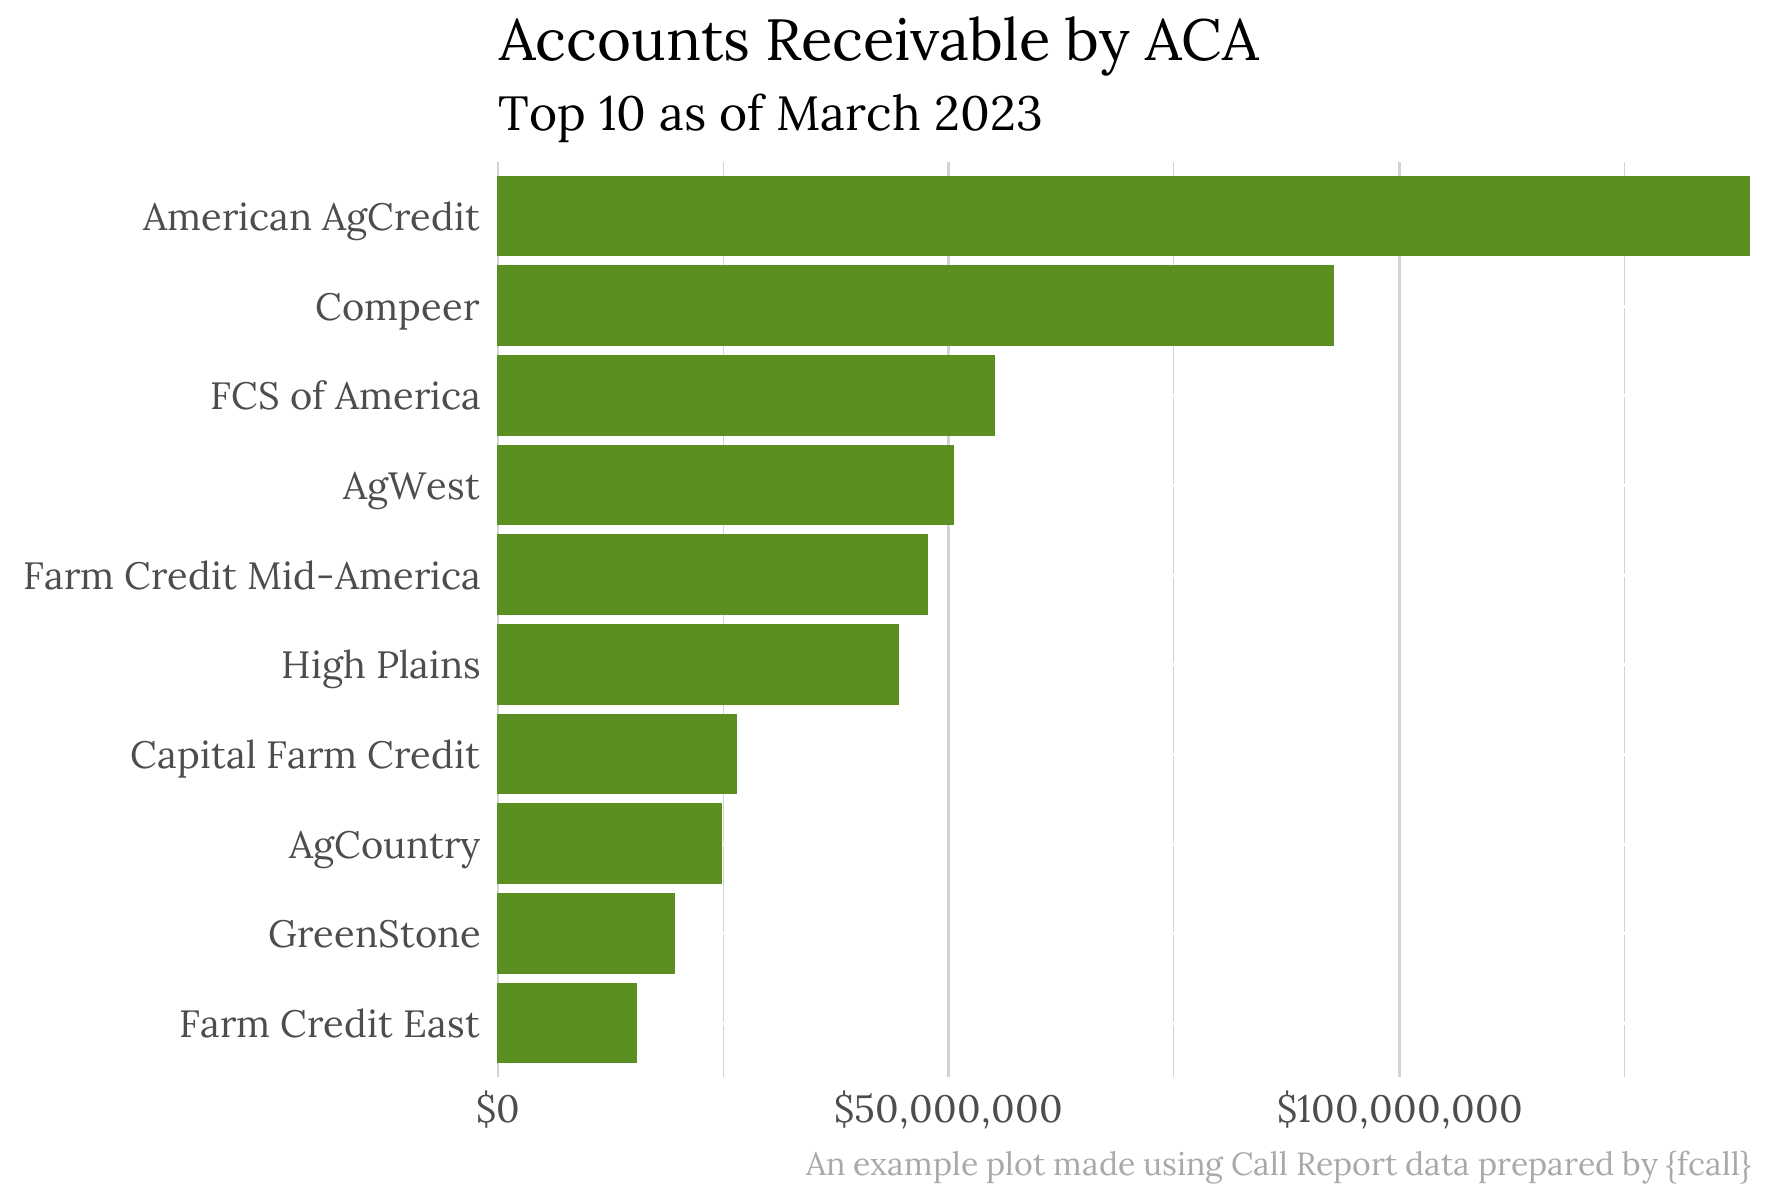 Accounts Receivable by ACA
Top 10 as of March 2023
American AgCredit
Compeer
FCS of America
AgWest
Farm Credit Mid-America
High Plains
Capital Farm Credit
AgCountry
GreenStone
Farm Credit East
$0 $50,000,000 $100,000,000
An example plot made using Call Report data prepared by {fcall}